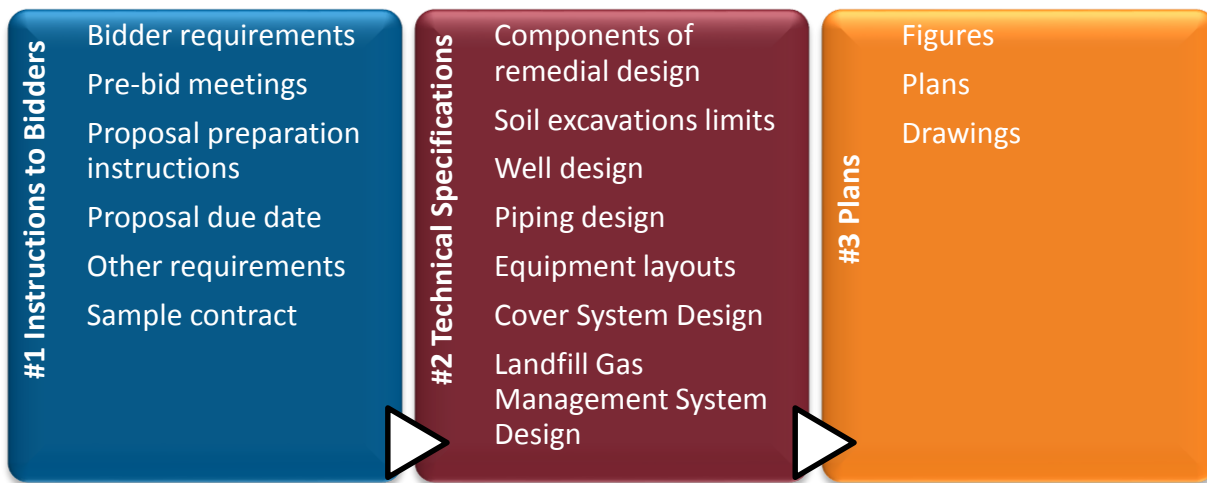 #1 Instructions to Bidders
Bidder requirements
Pre-bid meetings
Proposal preparation
instructions
Proposal due date
Other requirements
Sample contract
#2 Technical Specifications
Components of
remedial design
Soil excavations limits
Well design
Piping design
Equipment layouts
Cover System Design
Landfill Gas
Management System
Design
#3 Plans
Figures
Plans
Drawings